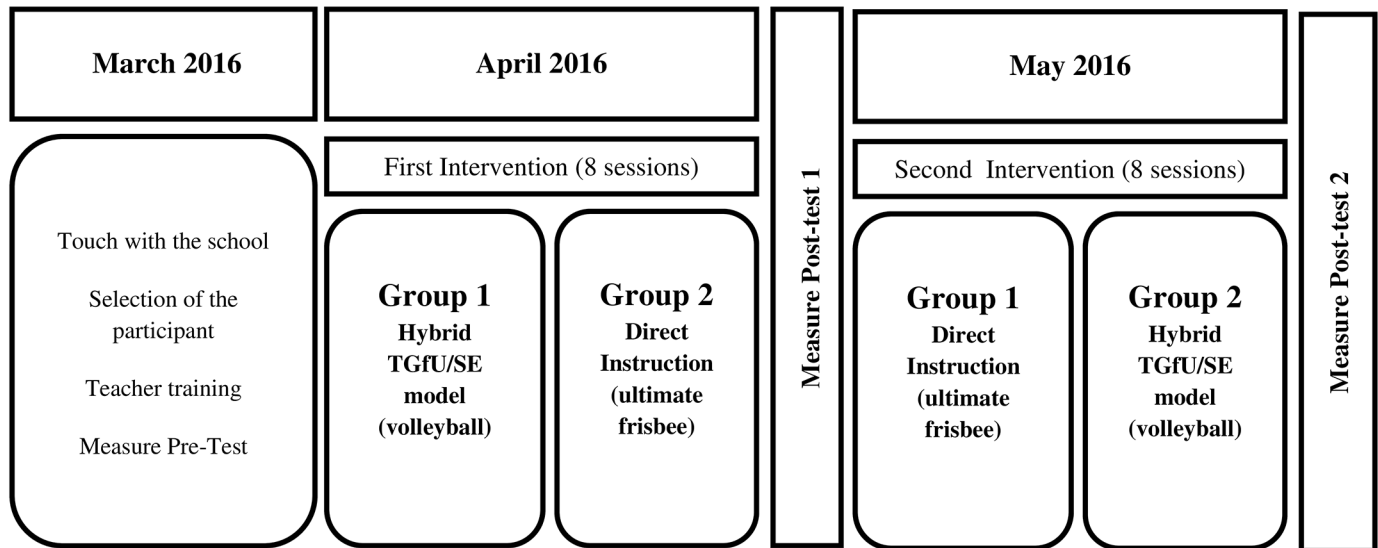 March 2016
Touch with the school
Selection of the
participant
Teacher training
Measure Pre-Test
April 2016
First Intervention (8 sessions)
Group 1
Hybrid
TGfU/SE
model
(volleyball)
Group 2
Direct
Instruction
(ultimate
frisbee)
Measure Post-test 1
May 2016
Second Intervention (8 sessions)
Group 1
Direct
Instruction
(ultimate
frisbee)
Group 2
Hybrid
TGfU/SE
model
(volleyball)
Measure Post-test 2